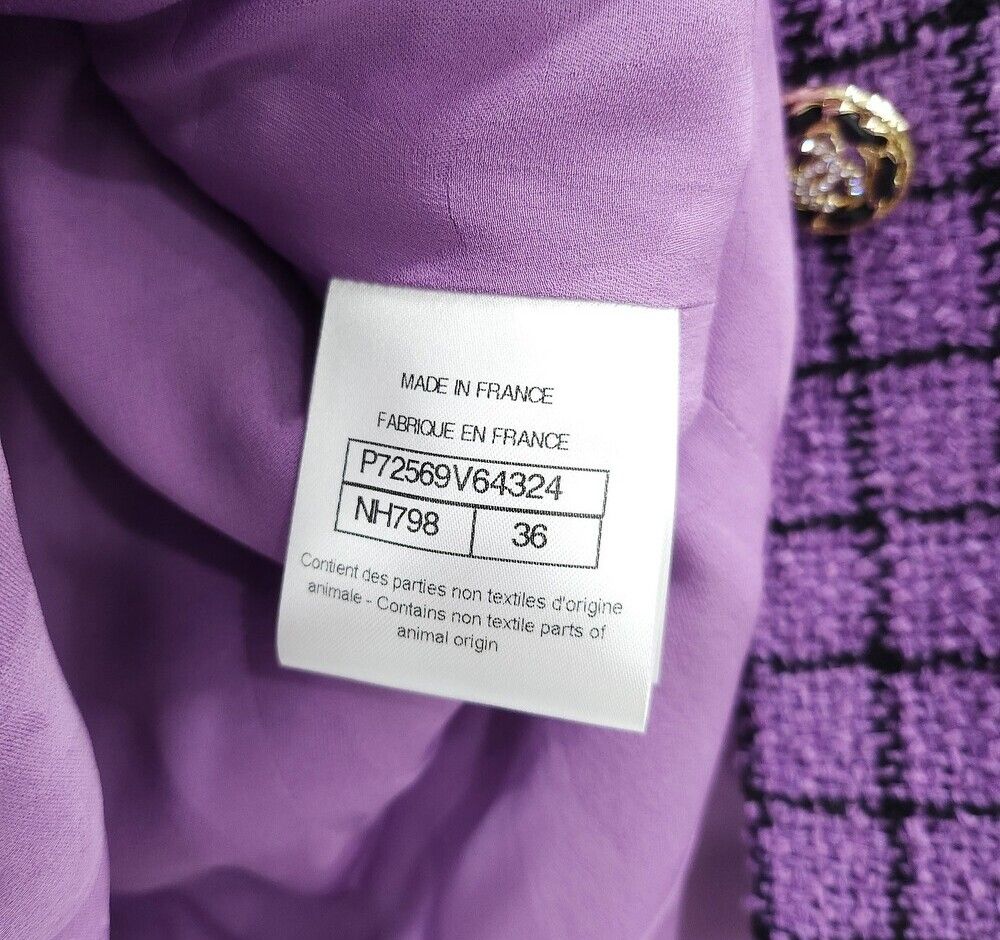 MADE IN FRANCE
FABRIQUE EN FRANCE
P72569V64324
NH798 36
Contient des parties non textiles d'origine
animale - Contains non textile parts of
animal origin